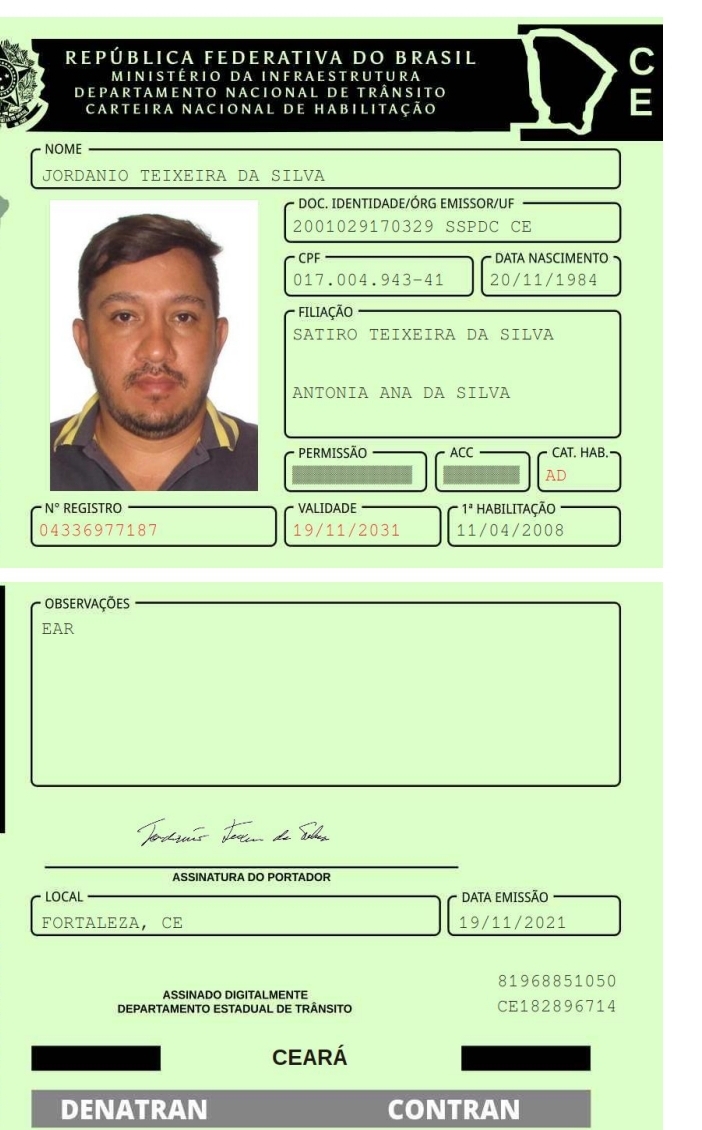 REPÚBLICA FEDERATIVA DO BRASIL
MINISTÉRIO DA INFRAESTRUTURA
DEPARTAMENTO NACIONAL DE TRÂNSITO
CARTEIRA NACIONAL DE HABILITAÇÃO
CE
NOME
JORDANIO TEIXEIRA DA SILVA
DOC. IDENTIDADE/ÓRG EMISSOR/UF
2001029170329 SSPDC CE
CPF DATA NASCIMENTO
017.004.943-41 20/11/1984
FILIAÇÃO
SATIRO TEIXEIRA DA SILVA
ANTONIA ANA DA SILVA
PERMISSÃO ACC CAT. HAB.
AD
Nº REGISTRO VALIDADE 1ª HABILITAÇÃO
04336977187 19/11/2031 11/04/2008
OBSERVAÇÕES
EAR
ASSINATURA DO PORTADOR
LOCAL DATA EMISSÃO
FORTALEZA, CE 19/11/2021
81968851050
ASSINADO DIGITALMENTE
DEPARTAMENTO ESTADUAL DE TRÂNSITO
CE182896714
CEARÁ
DENATRAN CONTRAN